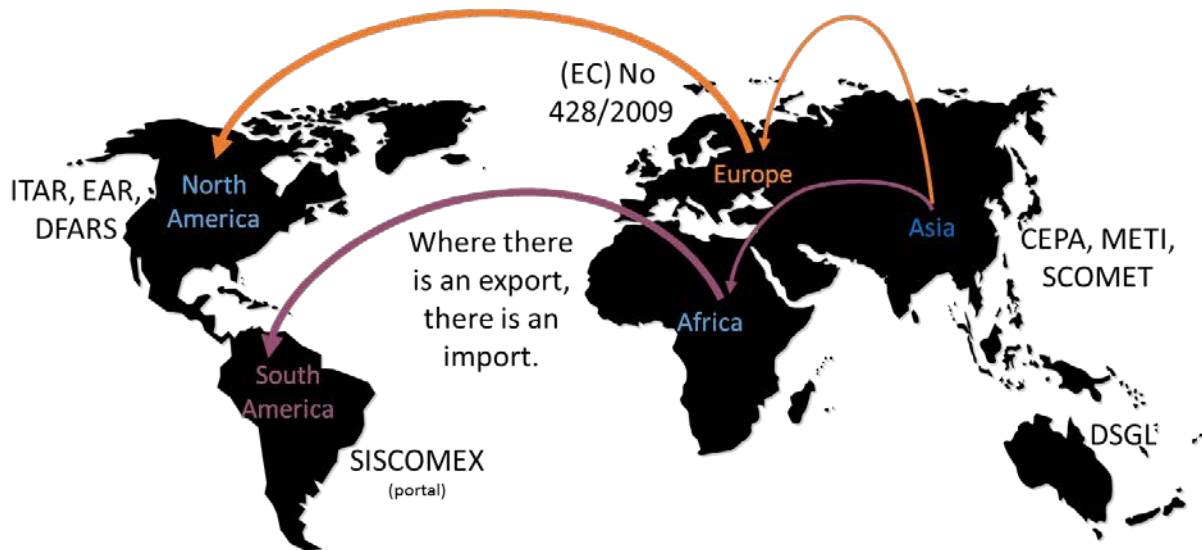 (EC) No
428/2009
ITAR, EAR,
DFARS
North
America
Europe
Asia
CEPA, METI,
SCOMET
Where there
is an export,
there is an
import.
Africa
South
America
SISCOMEX
(portal)
DSGL